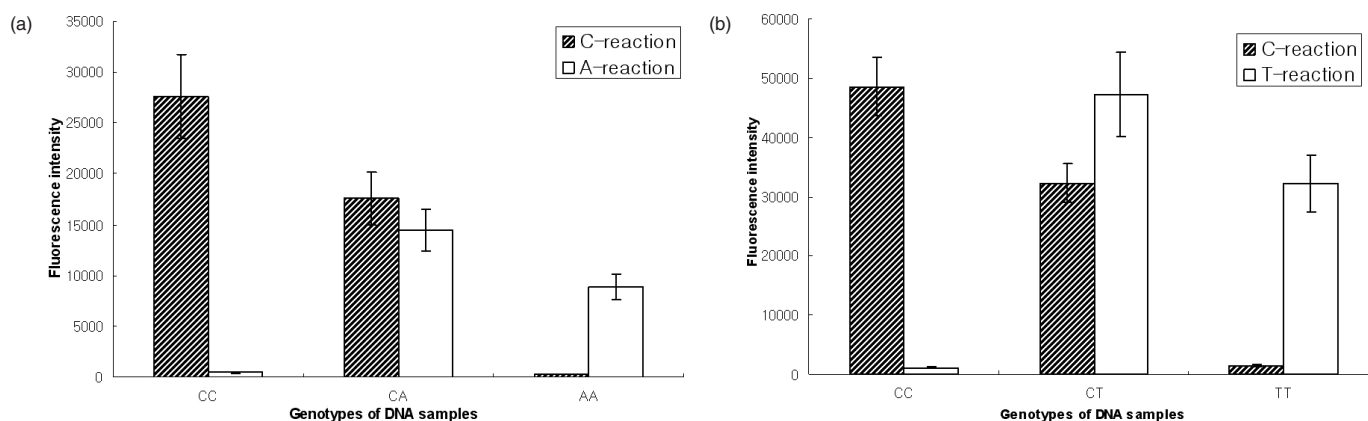 (a)
35000
30000
25000
20000
15000
10000
5000
0
Fluorescence intensity
C-reaction
A-reaction
CC
CA
AA
Genotypes of DNA samples
(b)
60000
50000
40000
30000
20000
10000
0
Fluorescence intensity
C-reaction
T-reaction
CC
CT
TT
Genotypes of DNA samples